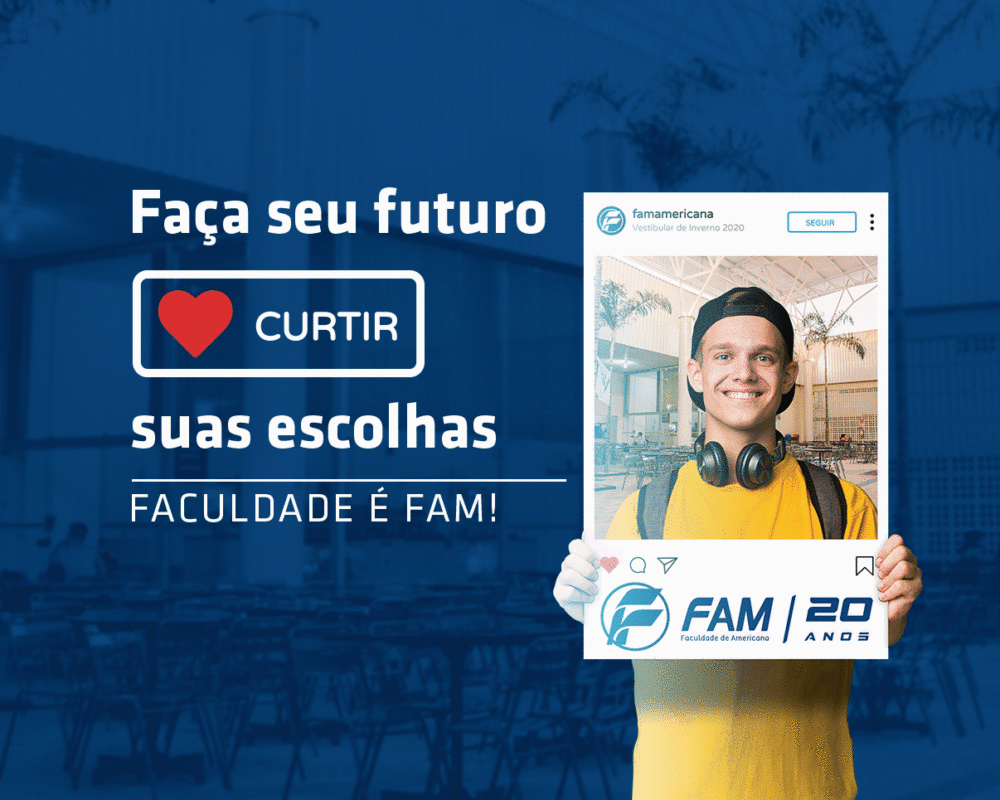 Faça seu futuro
CURTIR
suas escolhas
FACULDADE É FAM!
famamericana
Vestibular de Inverno 2020
SEGUIR
FAM | 20
Faculdade de Americana
ANOS